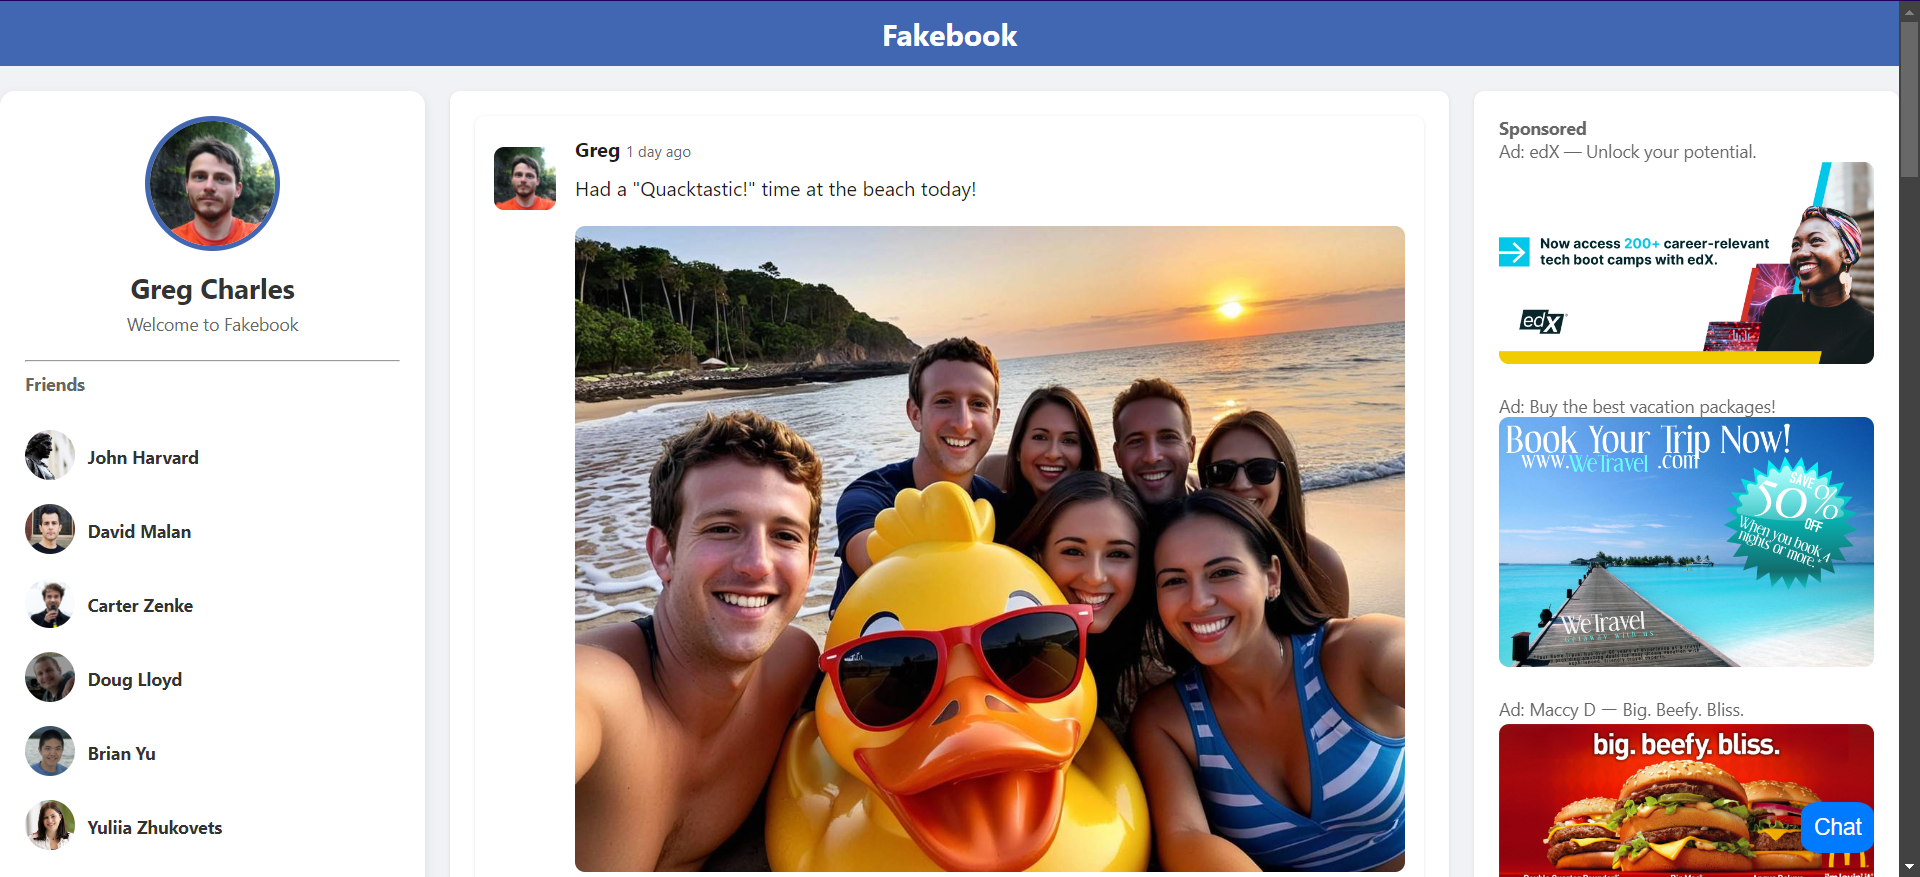 Fakebook
Greg Charles
Welcome to Fakebook
Friends
John Harvard
David Malan
Carter Zenke
Doug Lloyd
Brian Yu
Yuliia Zhukovets
Greg 1 day ago
Had a "Quacktastic!" time at the beach today!
Sponsored
Ad: edX — Unlock your potential.
Now access 200+ career-relevant
tech boot camps with edX.
edX
Ad: Buy the best vacation packages!
Book Your Trip Now!
www.WeTravel .com
SAVE
50%
OFF
When you book 4
nights or more.*
WeTravel
Getaway with us.
Ad: Maccy D — Big. Beefy. Bliss.
big. beefy. bliss.
Chat